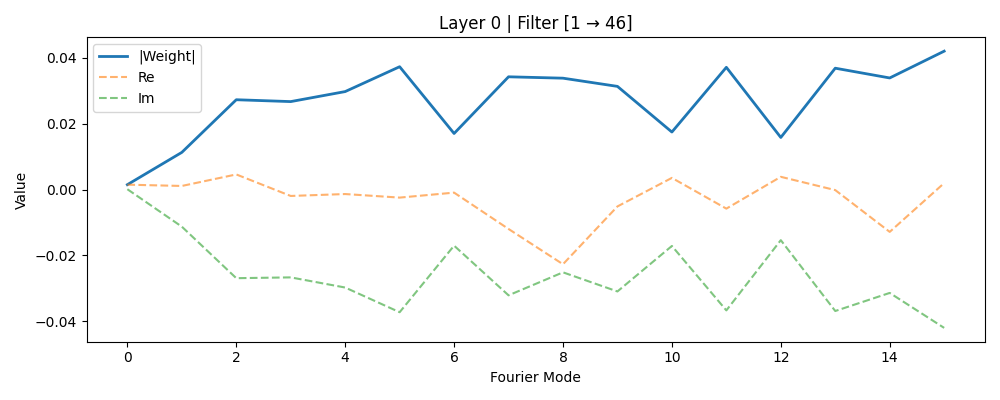 Layer 0 | Filter [1 → 46]
|Weight|
Re
Im
0.04
0.02
0.00
−0.02
−0.04
Value
0 2 4 6 8 10 12 14
Fourier Mode